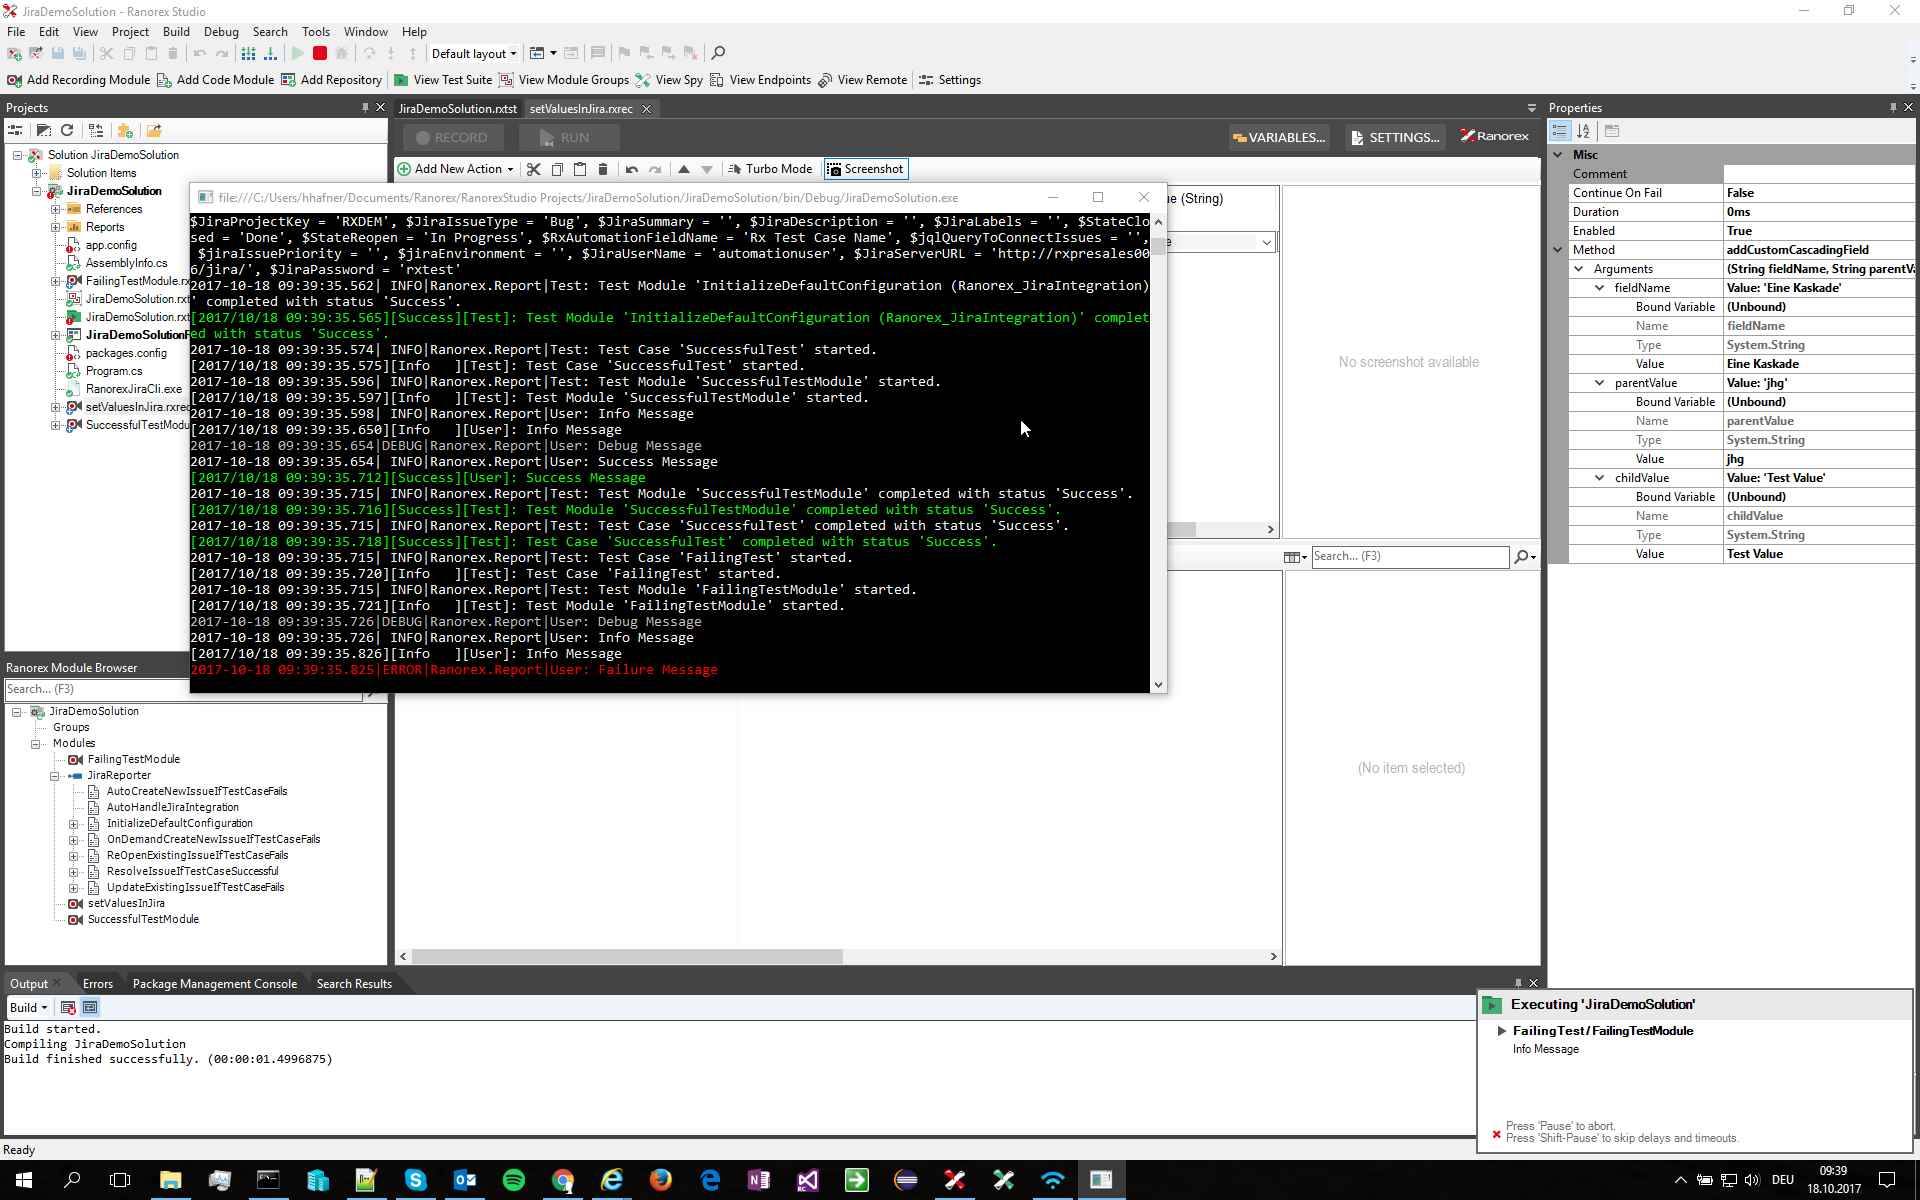 JiraDemoSolution - Ranorex Studio
File Edit View Project Build Debug Search Tools Window Help
Default layout
Add Recording Module Add Code Module Add Repository View Test Suite View Module Groups View Spy View Endpoints View Remote Settings
Projects
Solution JiraDemoSolution
Solution Items
JiraDemoSolution
References
Reports
app.config
AssemblyInfo.cs
FailingTestModule.rx
JiraDemoSolution.rxt
JiraDemoSolution.rxt
JiraDemoSolutionF
packages.config
Program.cs
RanorexJiraCli.exe
setValuesInJira.rxrec
SuccessfulTestModu
JiraDemoSolution.rxtst setValuesInJira.rxrec
RECORD RUN VARIABLES... SETTINGS... Ranorex
Add New Action Turbo Mode Screenshot
ue (String)
file:///C:/Users/hhafner/Documents/Ranorex/RanorexStudio Projects/JiraDemoSolution/JiraDemoSolution/bin/Debug/JiraDemoSolution.exe
$JiraProjectKey = 'RXDEM', $JiraIssueType = 'Bug', $JiraSummary = '', $JiraDescription = '', $JiraLabels = '', $StateClo
sed = 'Done', $StateReopen = 'In Progress', $RxAutomationFieldName = 'Rx Test Case Name', $jqlQueryToConnectIssues = '',
$jiraIssuePriority = '', $jiraEnvironment = '', $JiraUserName = 'automationuser', $JiraServerURL = 'http://rxpresales00
6/jira/', $JiraPassword = 'rxtest'
2017-10-18 09:39:35.562| INFO|Ranorex.Report|Test: Test Module 'InitializeDefaultConfiguration (Ranorex_JiraIntegration)
' completed with status 'Success'.
[2017/10/18 09:39:35.565][Success][Test]: Test Module 'InitializeDefaultConfiguration (Ranorex_JiraIntegration)' complet
ed with status 'Success'.
2017-10-18 09:39:35.574| INFO|Ranorex.Report|Test: Test Case 'SuccessfulTest' started.
[2017/10/18 09:39:35.575][Info   ][Test]: Test Case 'SuccessfulTest' started.
2017-10-18 09:39:35.596| INFO|Ranorex.Report|Test: Test Module 'SuccessfulTestModule' started.
[2017/10/18 09:39:35.597][Info   ][Test]: Test Module 'SuccessfulTestModule' started.
2017-10-18 09:39:35.598| INFO|Ranorex.Report|User: Info Message
[2017/10/18 09:39:35.650][Info   ][User]: Info Message
2017-10-18 09:39:35.654|DEBUG|Ranorex.Report|User: Debug Message
2017-10-18 09:39:35.654| INFO|Ranorex.Report|User: Success Message
[2017/10/18 09:39:35.712][Success][User]: Success Message
2017-10-18 09:39:35.715| INFO|Ranorex.Report|Test: Test Module 'SuccessfulTestModule' completed with status 'Success'.
[2017/10/18 09:39:35.716][Success][Test]: Test Module 'SuccessfulTestModule' completed with status 'Success'.
2017-10-18 09:39:35.715| INFO|Ranorex.Report|Test: Test Case 'SuccessfulTest' completed with status 'Success'.
[2017/10/18 09:39:35.718][Success][Test]: Test Case 'SuccessfulTest' completed with status 'Success'.
2017-10-18 09:39:35.715| INFO|Ranorex.Report|Test: Test Case 'FailingTest' started.
[2017/10/18 09:39:35.720][Info   ][Test]: Test Case 'FailingTest' started.
2017-10-18 09:39:35.715| INFO|Ranorex.Report|Test: Test Module 'FailingTestModule' started.
[2017/10/18 09:39:35.721][Info   ][Test]: Test Module 'FailingTestModule' started.
2017-10-18 09:39:35.726|DEBUG|Ranorex.Report|User: Debug Message
2017-10-18 09:39:35.726| INFO|Ranorex.Report|User: Info Message
[2017/10/18 09:39:35.826][Info   ][User]: Info Message
2017-10-18 09:39:35.825|ERROR|Ranorex.Report|User: Failure Message
No screenshot available
Search... (F3)
(No item selected)
Properties
Misc
Comment
Continue On Fail False
Duration 0ms
Enabled True
Method addCustomCascadingField
Arguments (String fieldName, String parentVa
fieldName Value: 'Eine Kaskade'
Bound Variable (Unbound)
Name fieldName
Type System.String
Value Eine Kaskade
parentValue Value: 'jhg'
Bound Variable (Unbound)
Name parentValue
Type System.String
Value jhg
childValue Value: 'Test Value'
Bound Variable (Unbound)
Name childValue
Type System.String
Value Test Value
Ranorex Module Browser
Search... (F3)
JiraDemoSolution
Groups
Modules
FailingTestModule
JiraReporter
AutoCreateNewIssueIfTestCaseFails
AutoHandleJiraIntegration
InitializeDefaultConfiguration
OnDemandCreateNewIssueIfTestCaseFails
ReOpenExistingIssueIfTestCaseFails
ResolveIssueIfTestCaseSuccessful
UpdateExistingIssueIfTestCaseFails
setValuesInJira
SuccessfulTestModule
Output Errors Package Management Console Search Results
Build
Build started.
Compiling JiraDemoSolution
Build finished successfully. (00:00:01.4996875)
Executing 'JiraDemoSolution'
FailingTest / FailingTestModule
Info Message
Press 'Pause' to abort.
Press 'Shift-Pause' to skip delays and timeouts.
Ready
DEU
09:39
18.10.2017